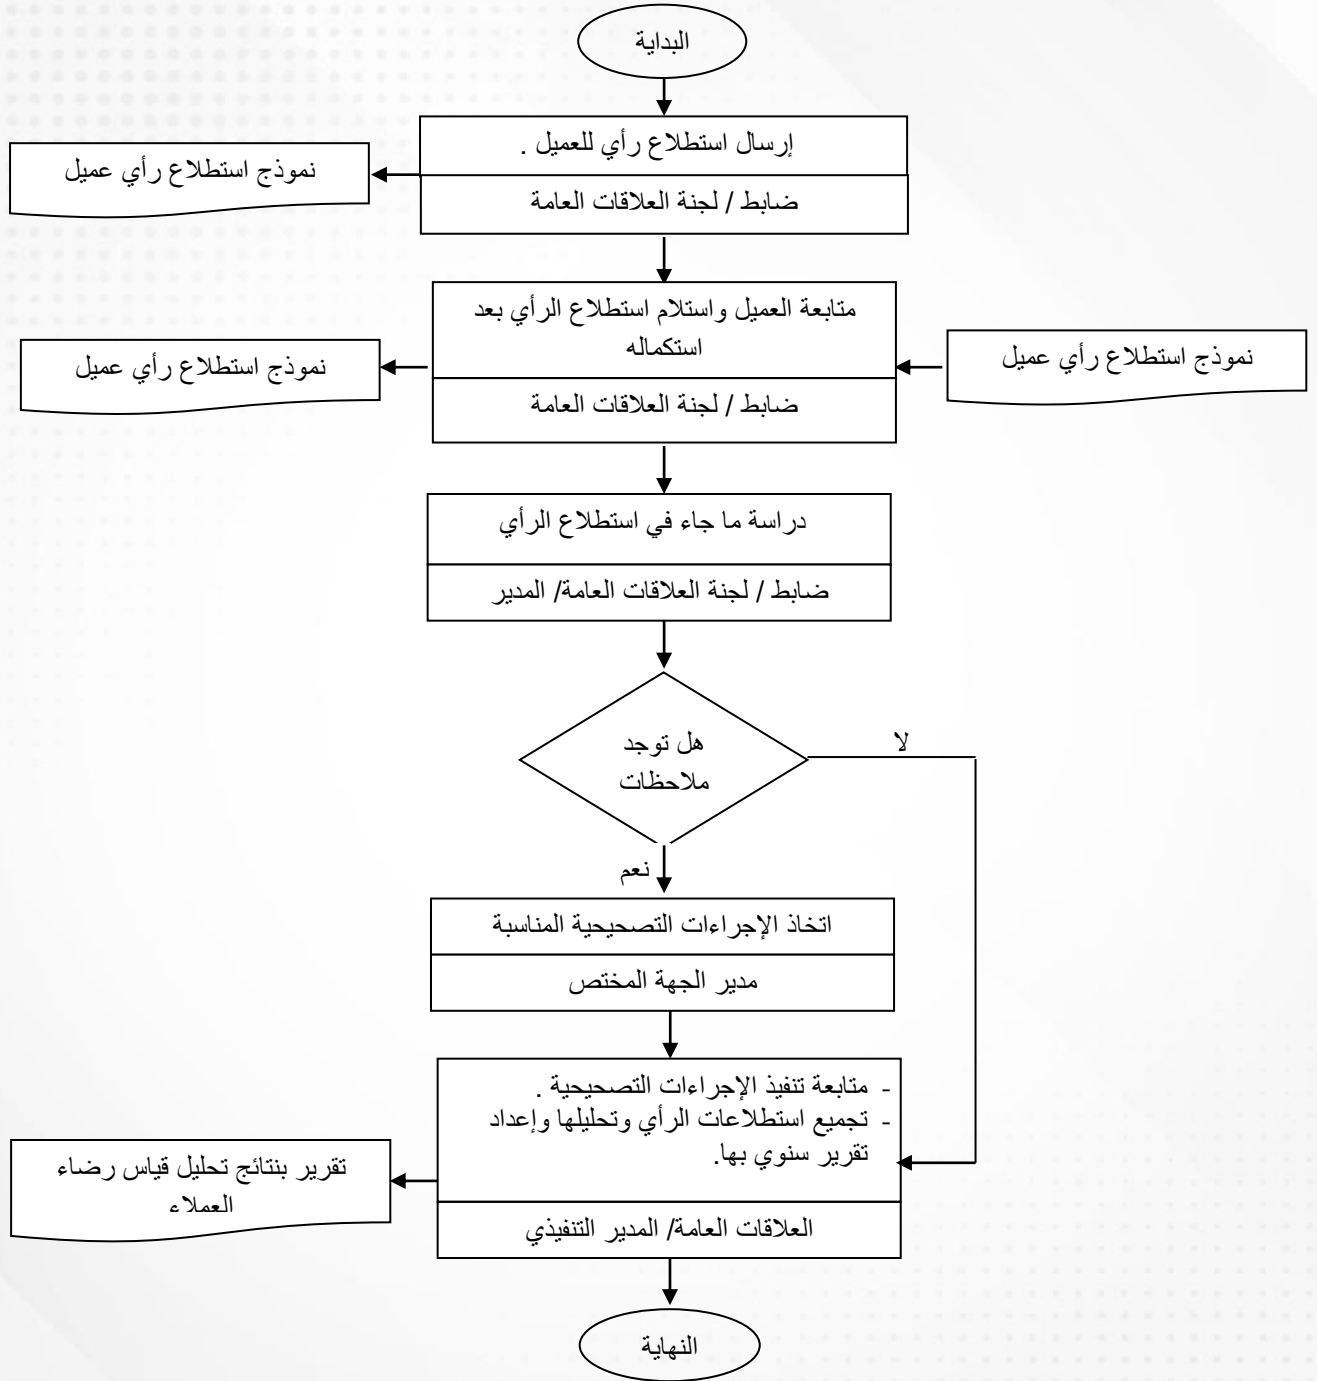 البداية
إرسال استطلاع رأي للعميل .
ضابط / لجنة العلاقات العامة
نموذج استطلاع رأي عميل
متابعة العميل واستلام استطلاع الرأي بعد
استكماله
ضابط / لجنة العلاقات العامة
نموذج استطلاع رأي عميل
نموذج استطلاع رأي عميل
دراسة ما جاء في استطلاع الرأي
ضابط / لجنة العلاقات العامة/ المدير
هل توجد
ملاحظات
لا
نعم
اتخاذ الإجراءات التصحيحية المناسبة
مدير الجهة المختص
- متابعة تنفيذ الإجراءات التصحيحية .
- تجميع استطلاعات الرأي وتحليلها وإعداد
تقرير سنوي بها.
العلاقات العامة/ المدير التنفيذي
تقرير بنتائج تحليل قياس رضاء
العملاء
النهاية